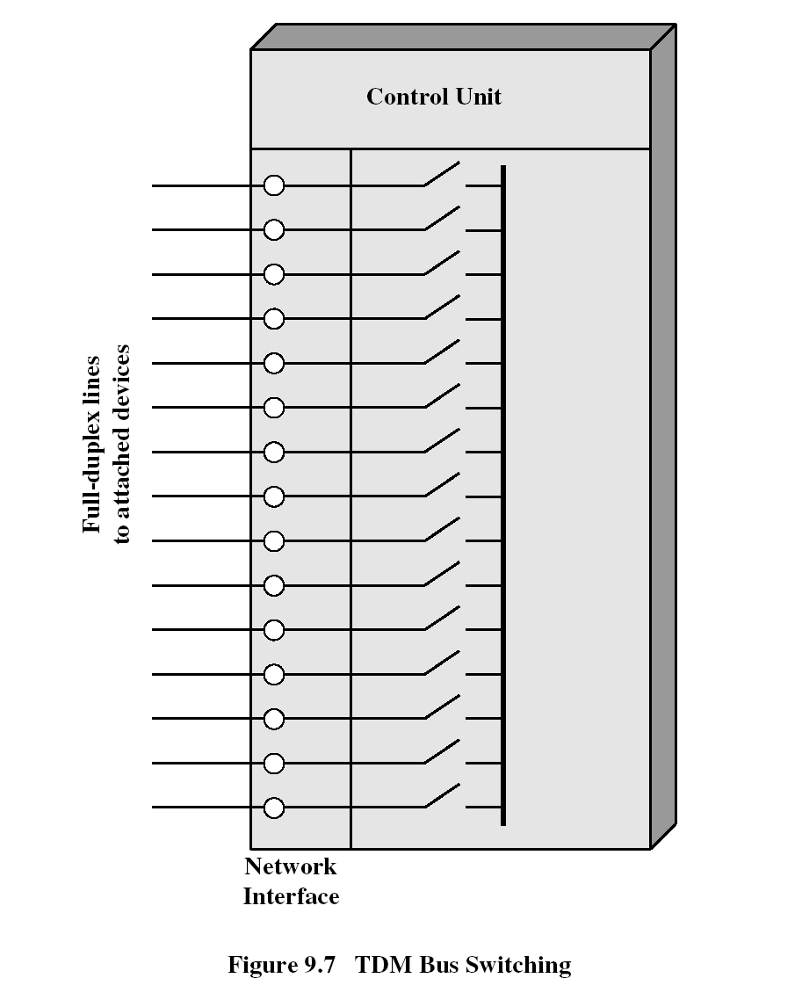 Control Unit
Full-duplex lines
to attached devices
Network
Interface
Figure 9.7 TDM Bus Switching